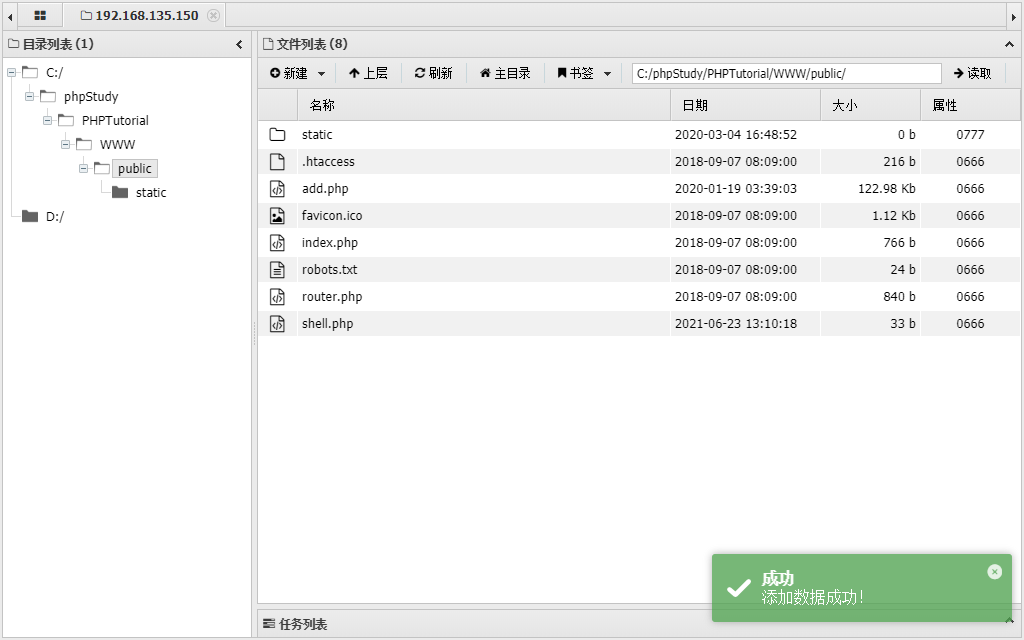 192.168.135.150
目录列表 (1)
C:/
phpStudy
PHPTutorial
WWW
public
static
D:/
文件列表 (8)
新建 上层 刷新 主目录 书签 C:/phpStudy/PHPTutorial/WWW/public/ 读取
名称 日期 大小 属性
static 2020-03-04 16:48:52 0 b 0777
.htaccess 2018-09-07 08:09:00 216 b 0666
add.php 2020-01-19 03:39:03 122.98 Kb 0666
favicon.ico 2018-09-07 08:09:00 1.12 Kb 0666
index.php 2018-09-07 08:09:00 766 b 0666
robots.txt 2018-09-07 08:09:00 24 b 0666
router.php 2018-09-07 08:09:00 840 b 0666
shell.php 2021-06-23 13:10:18 33 b 0666
成功
添加数据成功!
任务列表